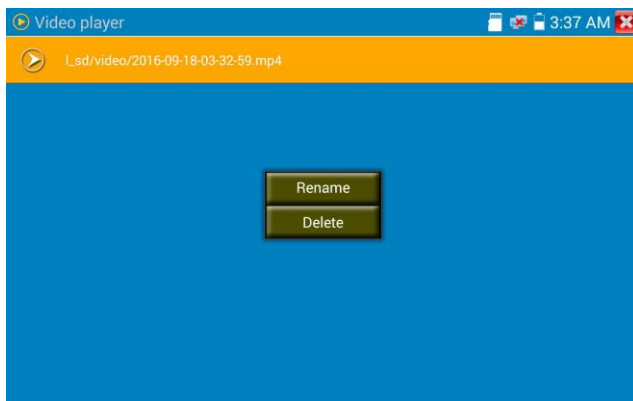 Video player 3:37 AM
l_sd/video/2016-09-18-03-32-59.mp4
Rename
Delete